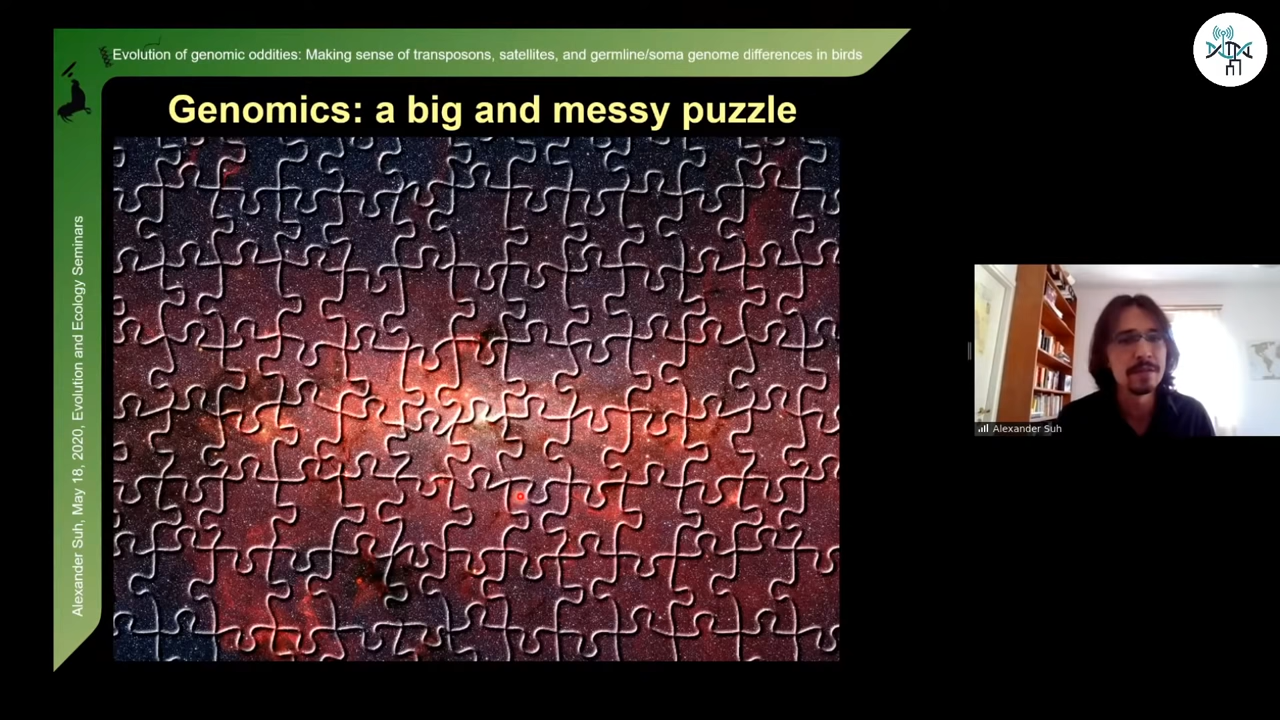 Evolution of genomic oddities: Making sense of transposons, satellites, and germline/soma genome differences in birds
Genomics: a big and messy puzzle
Alexander Suh, May 18, 2020, Evolution and Ecology Seminars
Alexander Suh